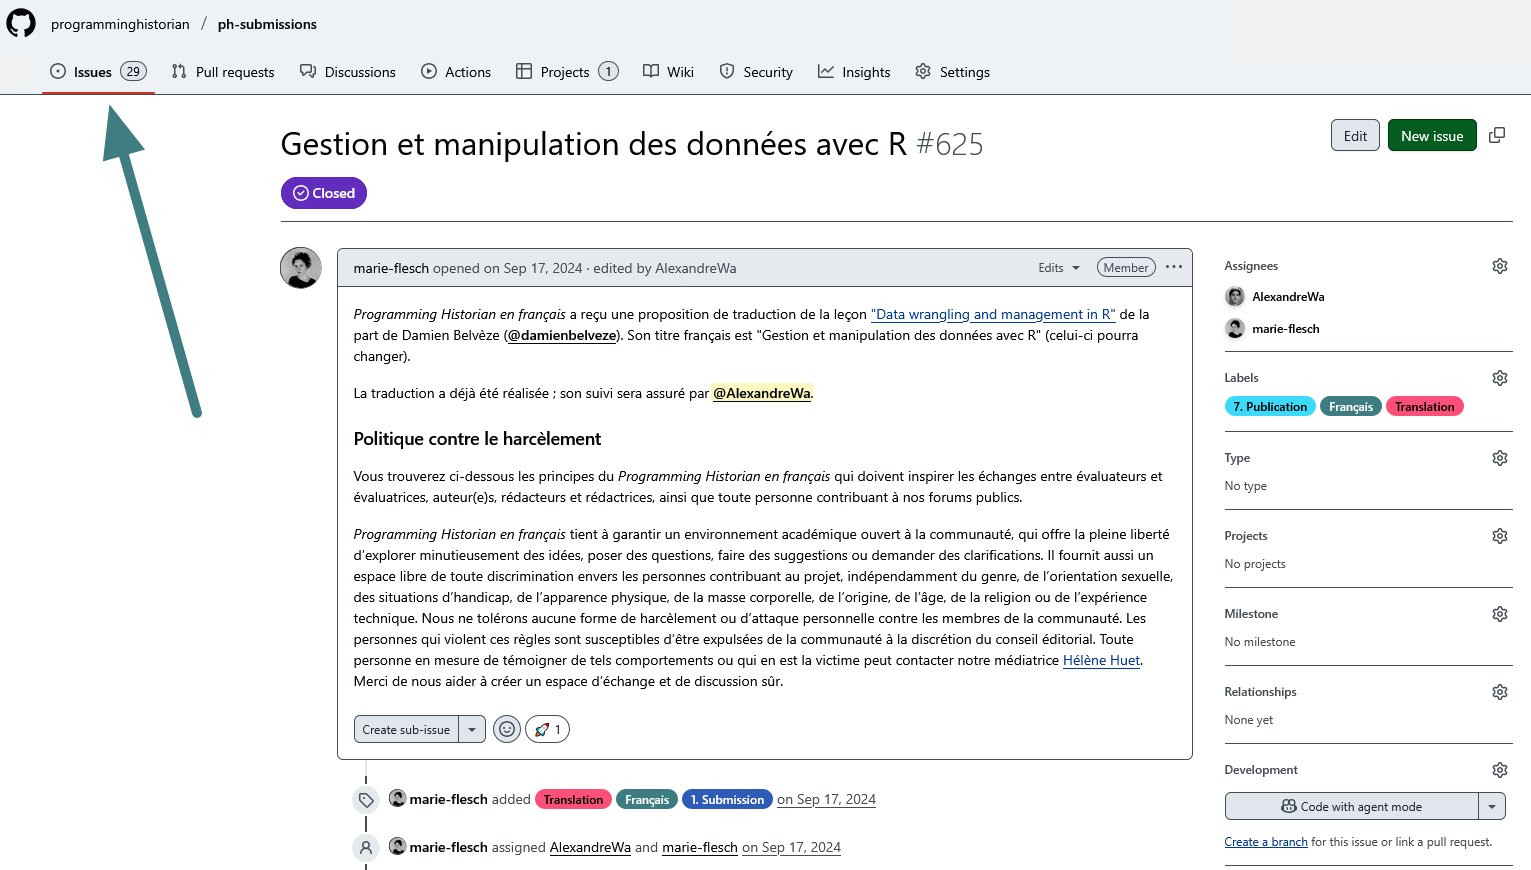 programminghistorian / ph-submissions
Issues 29 Pull requests Discussions Actions Projects 1 Wiki Security Insights Settings
Gestion et manipulation des données avec R #625
Edit New issue
Closed
marie-flesch opened on Sep 17, 2024 · edited by AlexandreWa Edits Member ···
Programming Historian en français a reçu une proposition de traduction de la leçon "Data wrangling and management in R" de la
part de Damien Belvèze (@damienbelveze). Son titre français est "Gestion et manipulation des données avec R" (celui-ci pourra
changer).
La traduction a déjà été réalisée ; son suivi sera assuré par @AlexandreWa.
Politique contre le harcèlement
Vous trouverez ci-dessous les principes du Programming Historian en français qui doivent inspirer les échanges entre évaluateurs et
évaluatrices, auteur(e)s, rédacteurs et rédactrices, ainsi que toute personne contribuant à nos forums publics.
Programming Historian en français tient à garantir un environnement académique ouvert à la communauté, qui offre la pleine liberté
d’explorer minutieusement des idées, poser des questions, faire des suggestions ou demander des clarifications. Il fournit aussi un
espace libre de toute discrimination envers les personnes contribuant au projet, indépendamment du genre, de l’orientation sexuelle,
des situations d’handicap, de l’apparence physique, de la masse corporelle, de l’origine, de l’âge, de la religion ou de l’expérience
technique. Nous ne tolérons aucune forme de harcèlement ou d’attaque personnelle contre les membres de la communauté. Les
personnes qui violent ces règles sont susceptibles d’être expulsées de la communauté à la discrétion du conseil éditorial. Toute
personne en mesure de témoigner de tels comportements ou qui en est la victime peut contacter notre médiatrice Hélène Huet.
Merci de nous aider à créer un espace d’échange et de discussion sûr.
Create sub-issue 1
marie-flesch added Translation Français 1. Submission on Sep 17, 2024
marie-flesch assigned AlexandreWa and marie-flesch on Sep 17, 2024
Assignees
AlexandreWa
marie-flesch
Labels
7. Publication Français Translation
Type
No type
Projects
No projects
Milestone
No milestone
Relationships
None yet
Development
Code with agent mode
Create a branch for this issue or link a pull request.